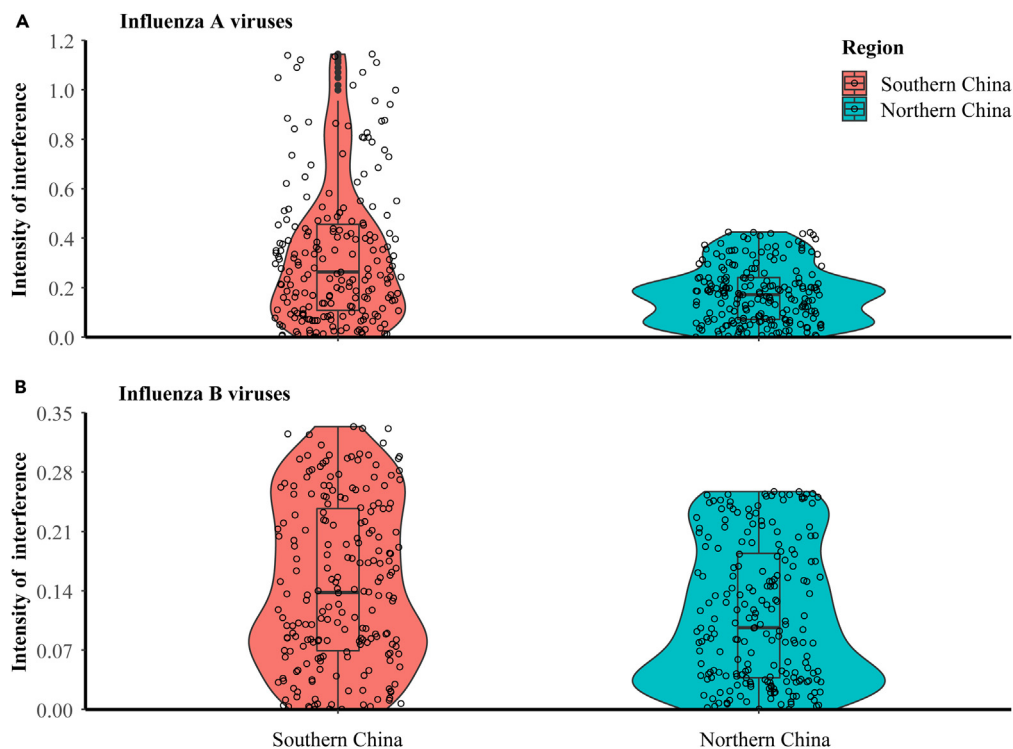 A
Influenza A viruses
Region
Southern China
Northern China
Intensity of interference
1.2
1.0
0.8
0.6
0.4
0.2
0.0
B
Influenza B viruses
Intensity of interference
0.35
0.28
0.21
0.14
0.07
0.00
Southern China
Northern China